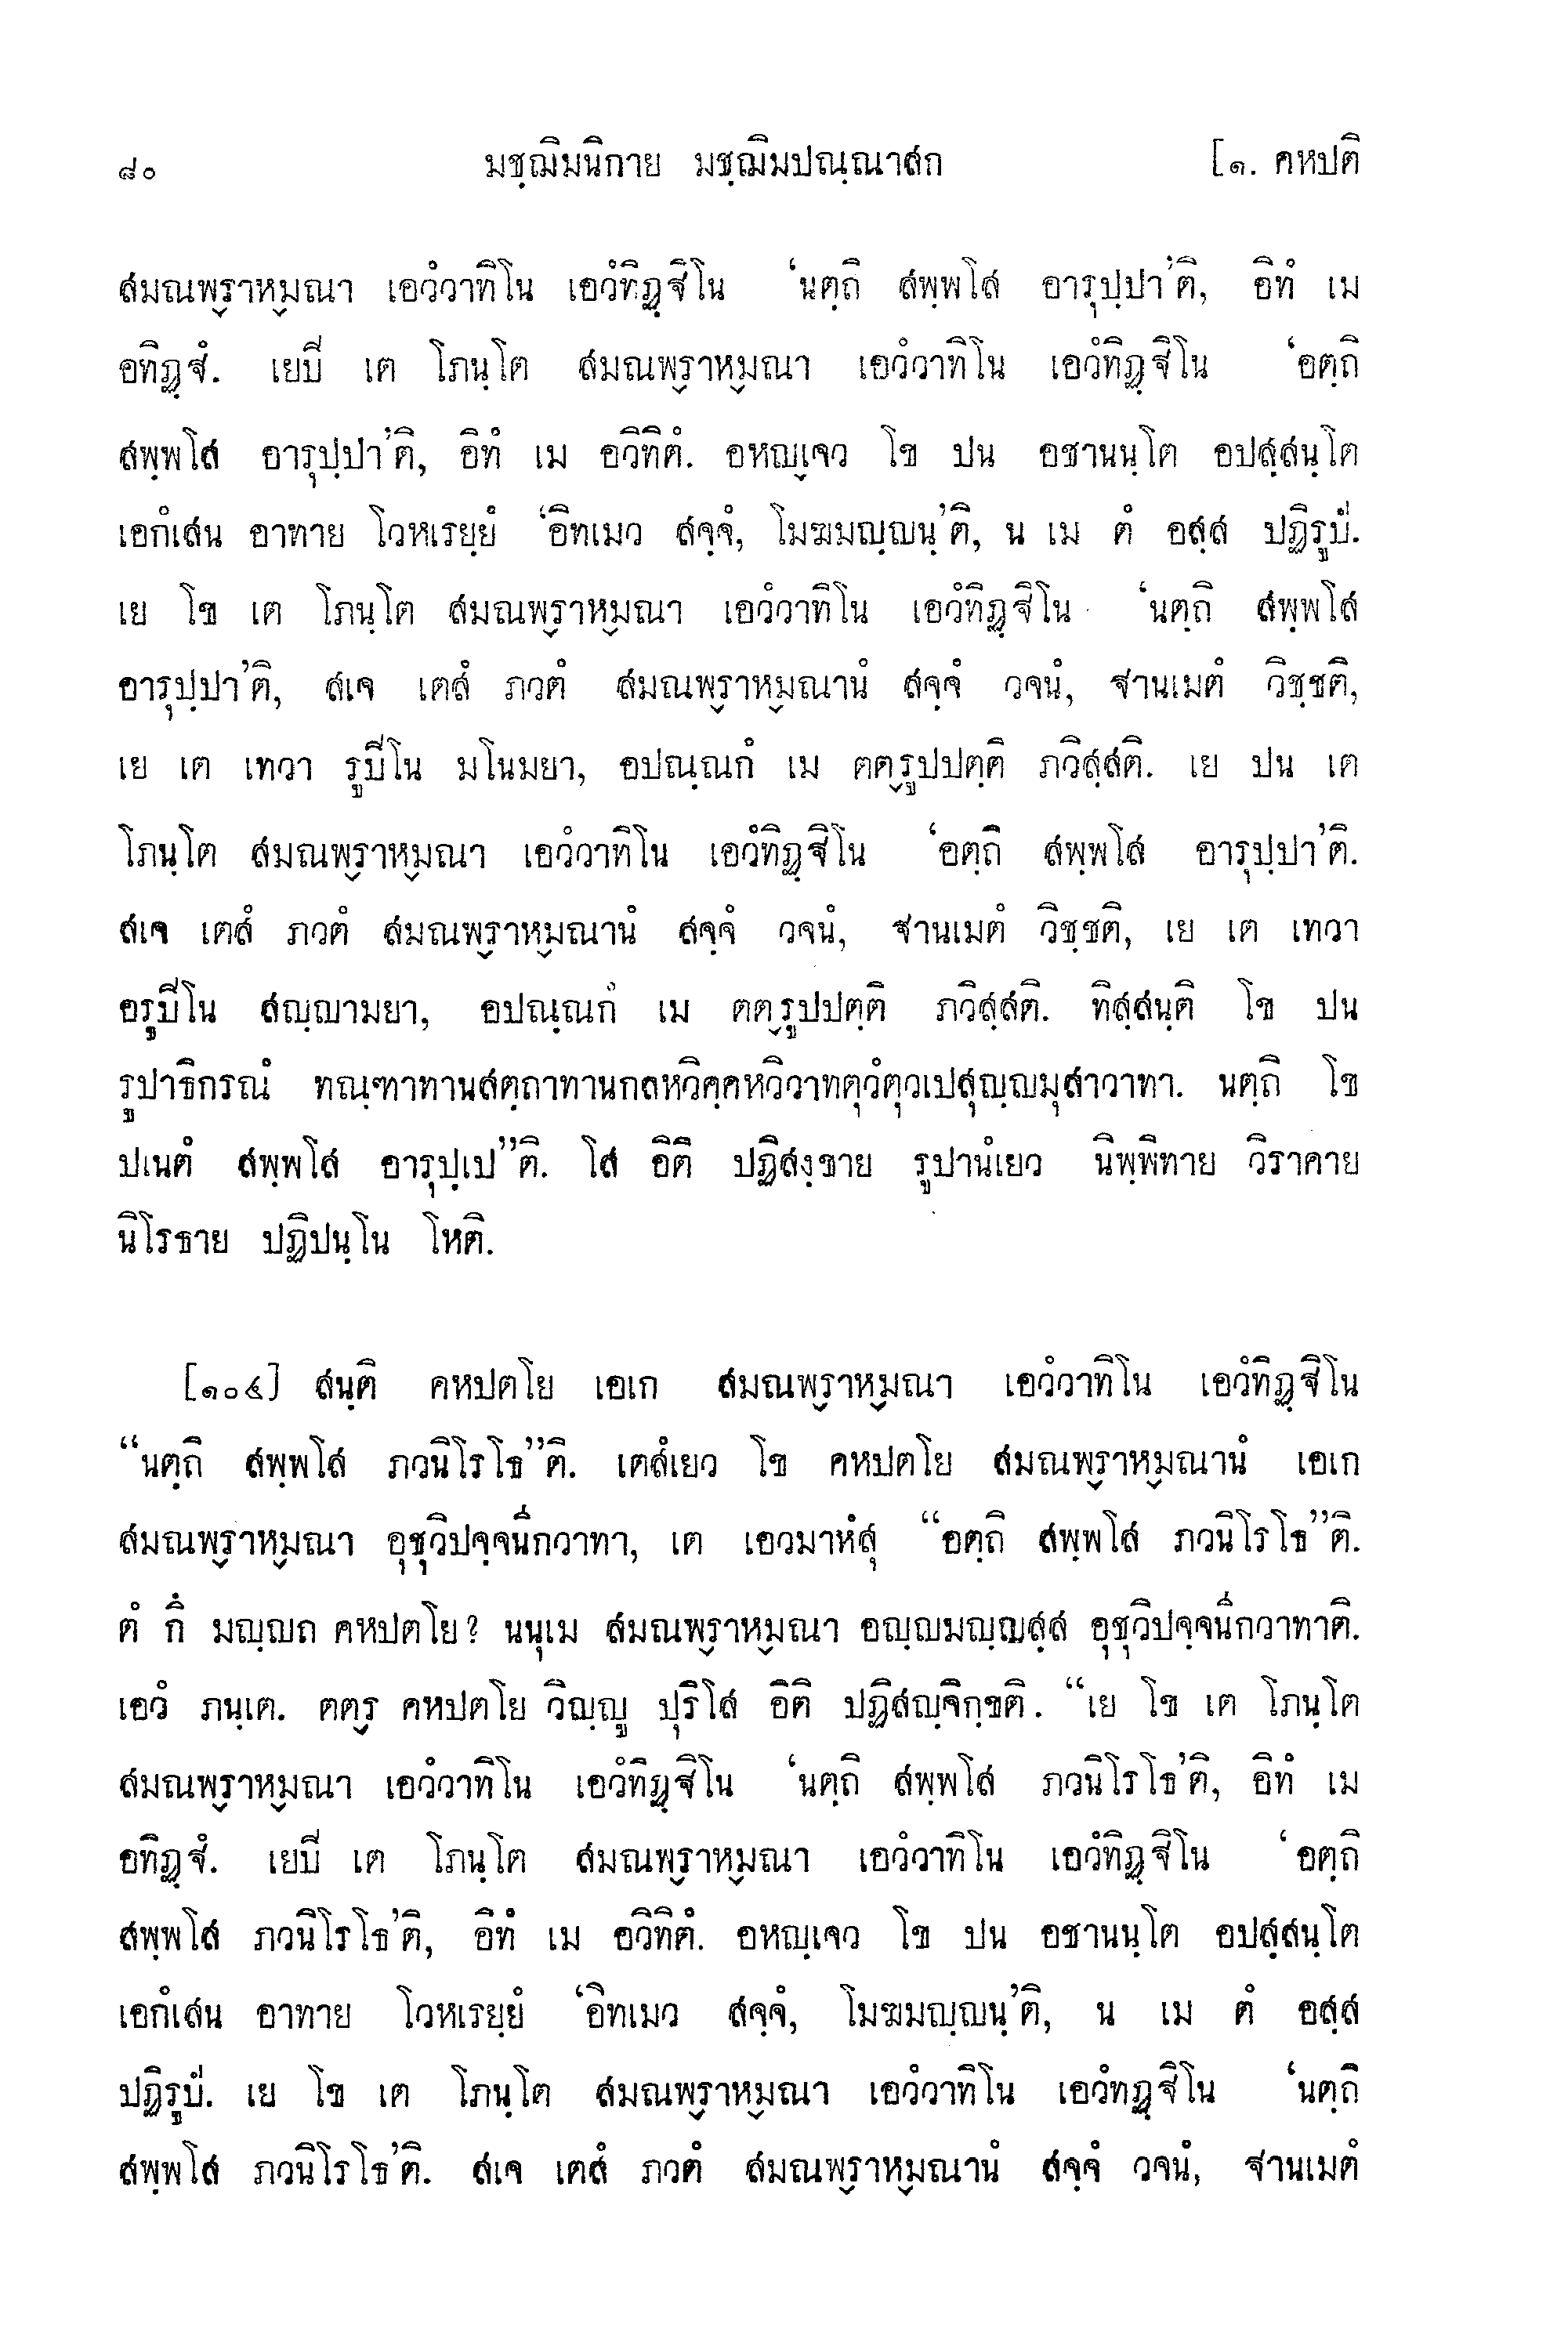 ๘๐ มชฺฌิมนิกาย มชฺฌิมปณฺณาสก [๑. คหปติ
สมณพ๎ราหฺมณา เอวํวาทิโน เอวํทิฏฺฐิโน ‘นตฺถิ สพฺพโส อารุปฺปา’ติ, อิทํ เม
อทิฏฺฐํ. เยปิ เต โภนฺโต สมณพ๎ราหฺมณา เอวํวาทิโน เอวํทิฏฺฐิโน ‘อตฺถิ
สพฺพโส อารุปฺปา’ติ, อิทํ เม อวิทิตํ. อหญฺเจว โข ปน อชานนฺโต อปสฺสนฺโต
เอกํเสน อาทาย โวหเรยฺยํ ‘อิทเมว สจฺจํ, โมฆมญฺญนฺ’ติ, น เม ตํ อสฺส ปฏิรูปํ.
เย โข เต โภนฺโต สมณพ๎ราหฺมณา เอวํวาทิโน เอวํทิฏฺฐิโน ‘นตฺถิ สพฺพโส
อารุปฺปา’ติ, สเจ เตสํ ภวตํ สมณพ๎ราหฺมณานํ สจฺจํ วจนํ, ฐานเมตํ วิชฺชติ,
เย เต เทวา รูปิโน มโนมยา, อปณฺณกํ เม ตต๎รูปปตฺติ ภวิสฺสติ. เย ปน เต
โภนฺโต สมณพ๎ราหฺมณา เอวํวาทิโน เอวํทิฏฺฐิโน ‘อตฺถิ สพฺพโส อารุปฺปา’ติ.
สเจ เตสํ ภวตํ สมณพ๎ราหฺมณานํ สจฺจํ วจนํ, ฐานเมตํ วิชฺชติ, เย เต เทวา
อรูปิโน สญฺญามยา, อปณฺณกํ เม ตต๎รูปปตฺติ ภวิสฺสติ. ทิสฺสนฺติ โข ปน
รูปาธิกรณํ ทณฺฑาทานสตฺถาทานกลหวิคฺคหวิวาทตุวํตุวเปสุญฺญมุสาวาทา. นตฺถิ โข
ปเนตํ สพฺพโส อารุปฺเป”ติ. โส อิติ ปฏิสงฺขาย รูปานํเยว นิพฺพิทาย วิราคาย
นิโรธาย ปฏิปนฺโน โหติ.
[๑๐๕] สนฺติ คหปตโย เอเก สมณพ๎ราหฺมณา เอวํวาทิโน เอวํทิฏฺฐิโน
“นตฺถิ สพฺพโส ภวนิโรโธ”ติ. เตสํเยว โข คหปตโย สมณพ๎ราหฺมณานํ เอเก
สมณพ๎ราหฺมณา อุชุวิปจฺจนิกวาทา, เต เอวมาหํสุ “อตฺถิ สพฺพโส ภวนิโรโธ”ติ.
ตํ กึ มญฺญถ คหปตโย? นนุเม สมณพ๎ราหฺมณา อญฺญมญฺญสฺส อุชุวิปจฺจนิกวาทาติ.
เอวํ ภนฺเต. ตต๎ร คหปตโย วิญฺญู ปุริโส อิติ ปฏิสญฺจิกฺขติ. “เย โข เต โภนฺโต
สมณพ๎ราหฺมณา เอวํวาทิโน เอวํทิฏฺฐิโน ‘นตฺถิ สพฺพโส ภวนิโรโธ’ติ, อิทํ เม
อทิฏฺฐํ. เยปิ เต โภนฺโต สมณพ๎ราหฺมณา เอวํวาทิโน เอวํทิฏฺฐิโน ‘อตฺถิ
สพฺพโส ภวนิโรโธ’ติ, อิทํ เม อวิทิตํ. อหญฺเจว โข ปน อชานนฺโต อปสฺสนฺโต
เอกํเสน อาทาย โวหเรยฺยํ ‘อิทเมว สจฺจํ, โมฆมญฺญนฺ’ติ, น เม ตํ อสฺส
ปฏิรูปํ. เย โข เต โภนฺโต สมณพ๎ราหฺมณา เอวํวาทิโน เอวํทฏฺฐิโน ‘นตฺถิ
สพฺพโส ภวนิโรโธ’ติ. สเจ เตสํ ภวตํ สมณพ๎ราหฺมณานํ สจฺจํ วจนํ, ฐานเมตํ